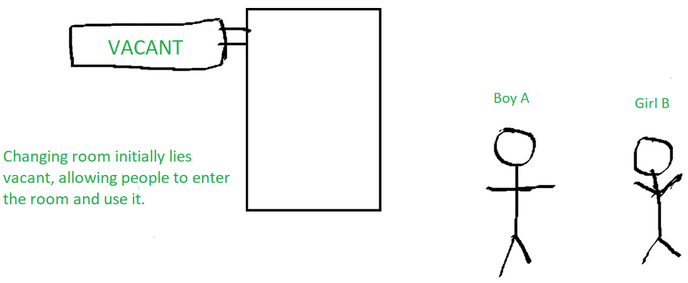 VACANT
Boy A
Girl B
Changing room initially lies
vacant, allowing people to enter
the room and use it.